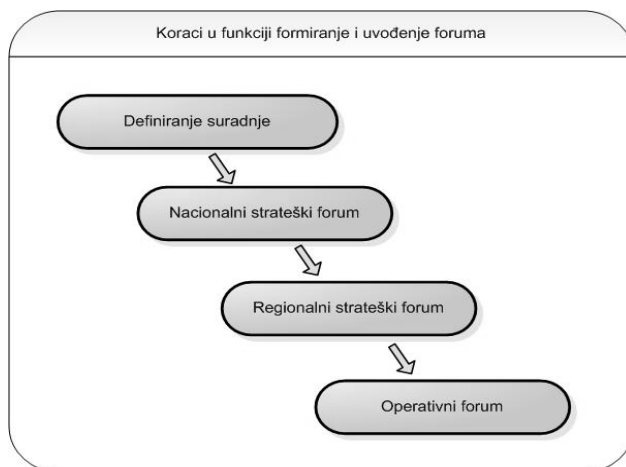 Koraci u funkciji formiranje i uvođenje foruma
Definiranje suradnje
Nacionalni strateški forum
Regionalni strateški forum
Operativni forum